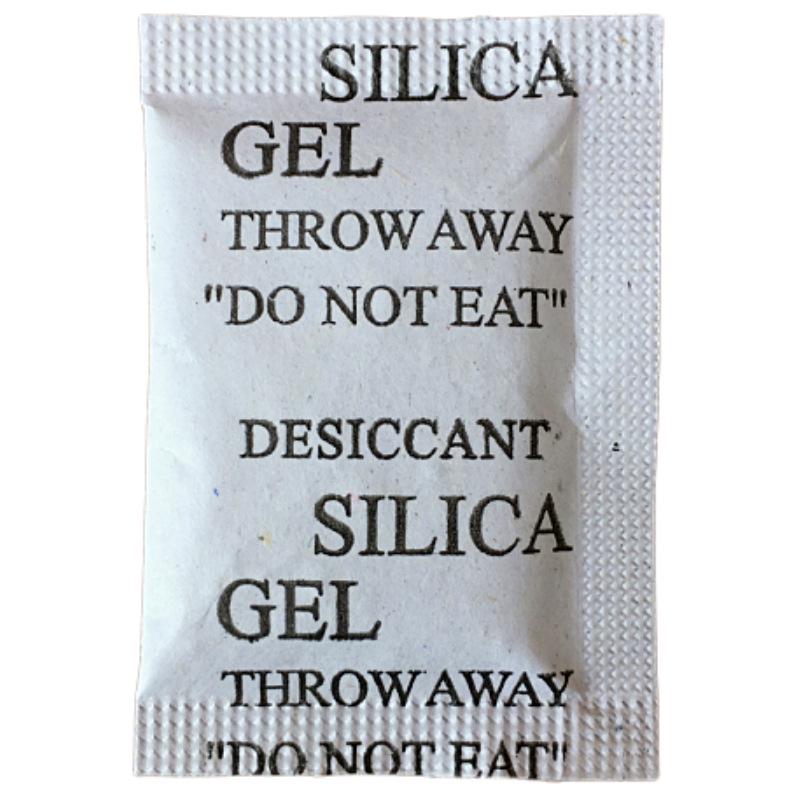 SILICA
GEL
THROW AWAY
"DO NOT EAT"
DESICCANT
SILICA
GEL
THROW AWAY
"DO NOT EAT"